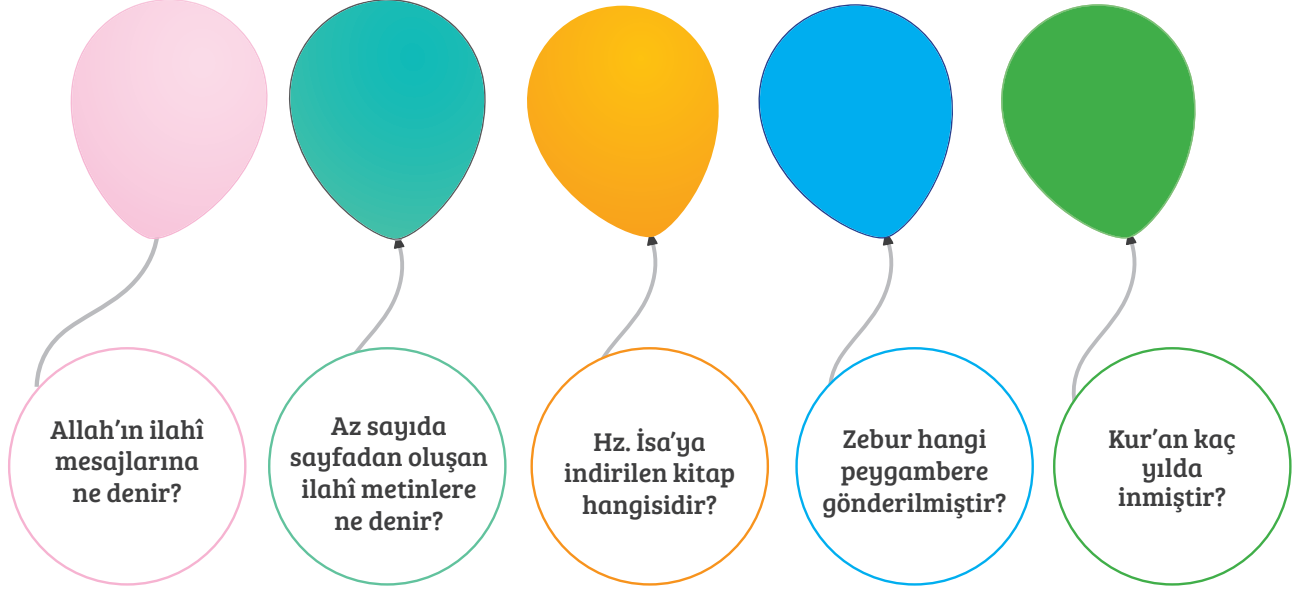 Allah’ın ilahî
mesajlarına
ne denir?
Az sayıda
sayfadan oluşan
ilahî metinlere
ne denir?
Hz. İsa’ya
indirilen kitap
hangisidir?
Zebur hangi
peygambere
gönderilmiştir?
Kur’an kaç
yılda
inmiştir?